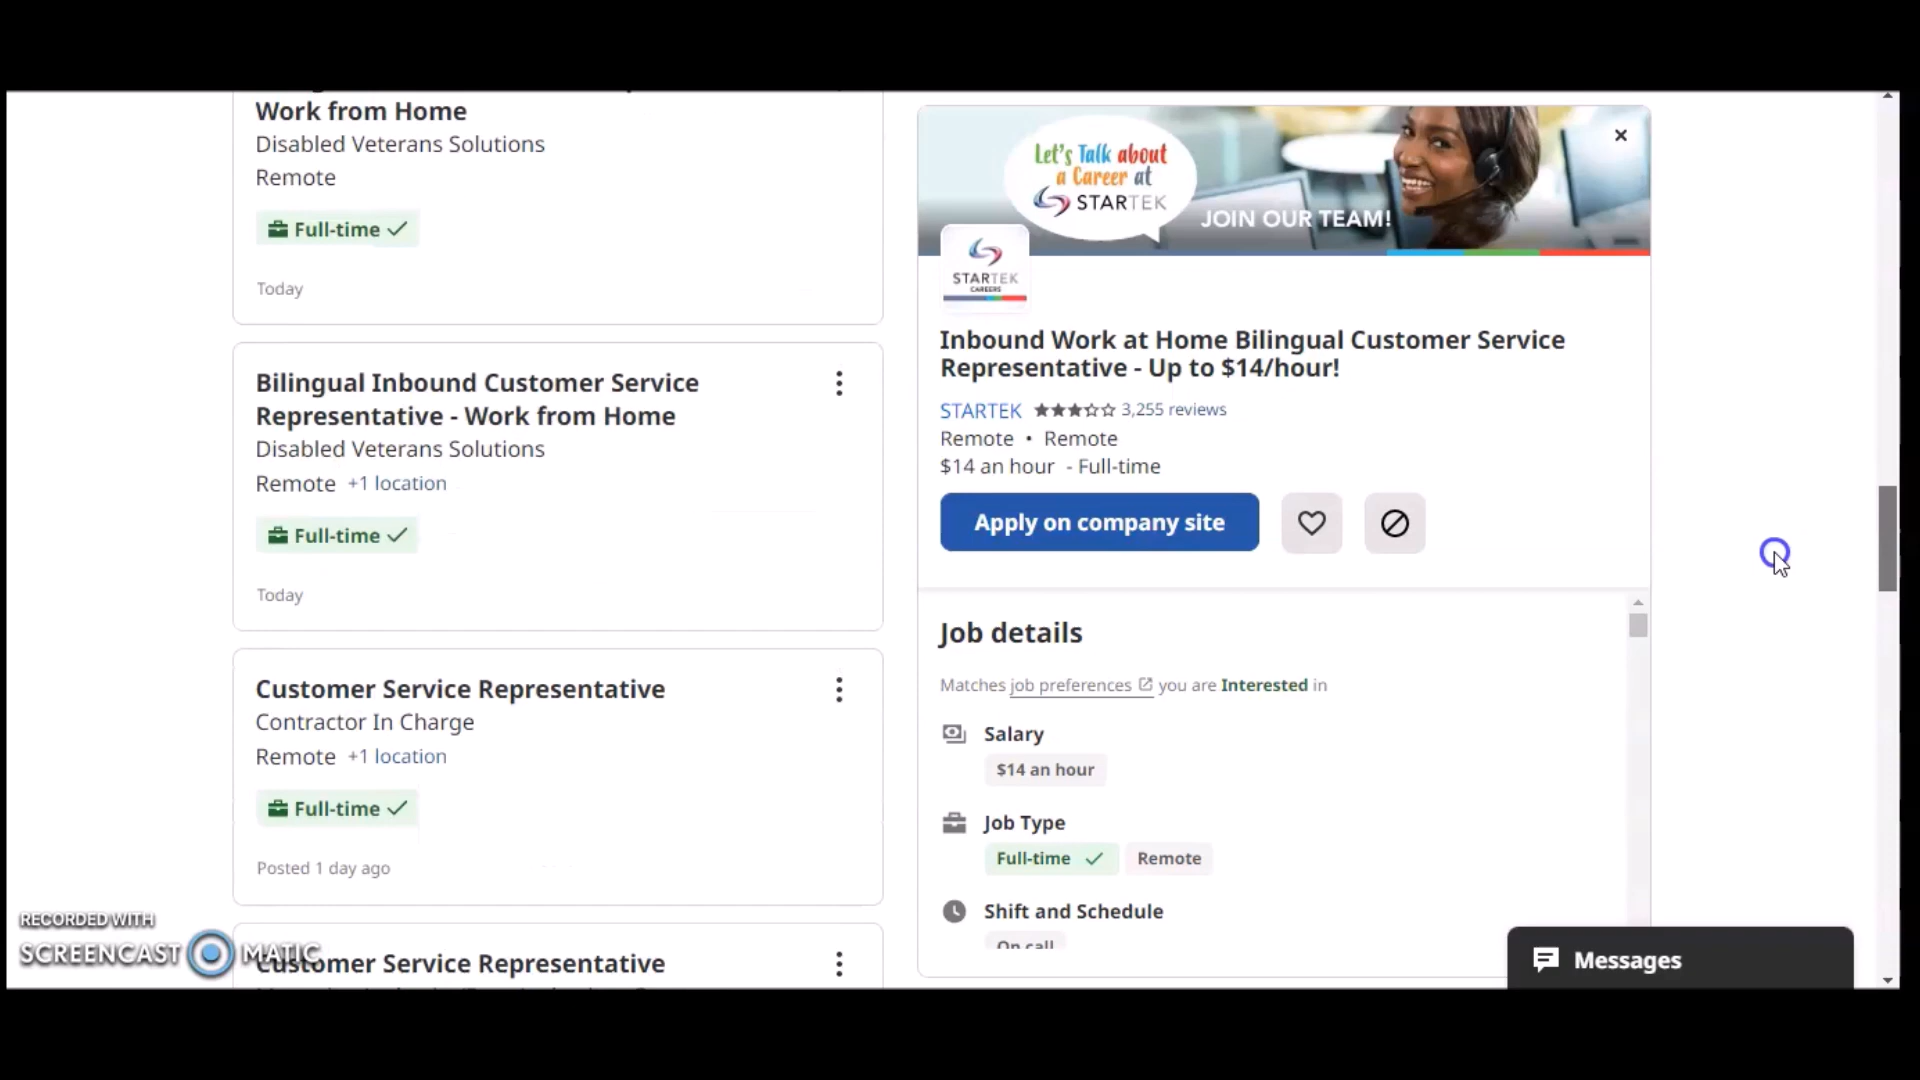 Work from Home
Disabled Veterans Solutions
Remote
Full-time
Today
Bilingual Inbound Customer Service
Representative - Work from Home
Disabled Veterans Solutions
Remote +1 location
Full-time
Today
Customer Service Representative
Contractor In Charge
Remote +1 location
Full-time
Posted 1 day ago
Customer Service Representative
Let's Talk about
a Career at
STARTEK
JOIN OUR TEAM!
STARTEK
CAREERS
Inbound Work at Home Bilingual Customer Service
Representative - Up to $14/hour!
STARTEK 3,255 reviews
Remote • Remote
$14 an hour - Full-time
Apply on company site
Job details
Matches job preferences you are Interested in
Salary
$14 an hour
Job Type
Full-time Remote
Shift and Schedule
On call
Messages
RECORDED WITH
SCREENCAST MATIC